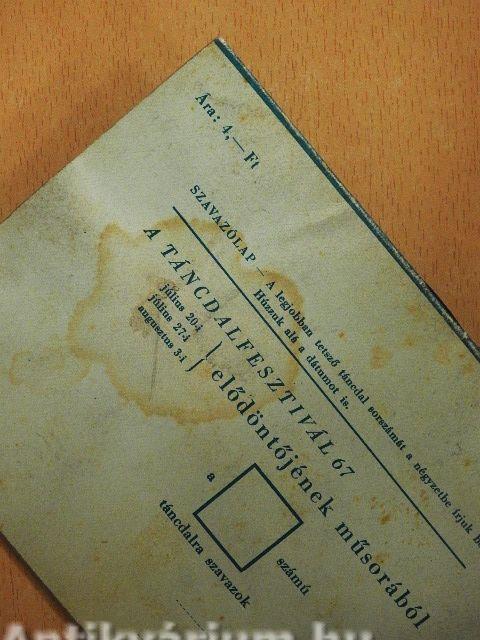 Ára: 4,— Ft
SZAVAZÓLAP — A legjobban tetsző táncdal sorszámát a négyzetbe írjuk
Húzzuk alá a dátumot is.
A TÁNCDALFESZTIVÁL 67
július 20-i
július 27-i
augusztus 3-i
elődöntőjének műsorából
a
számú
táncdalra szavazok
Antikvárium.hu